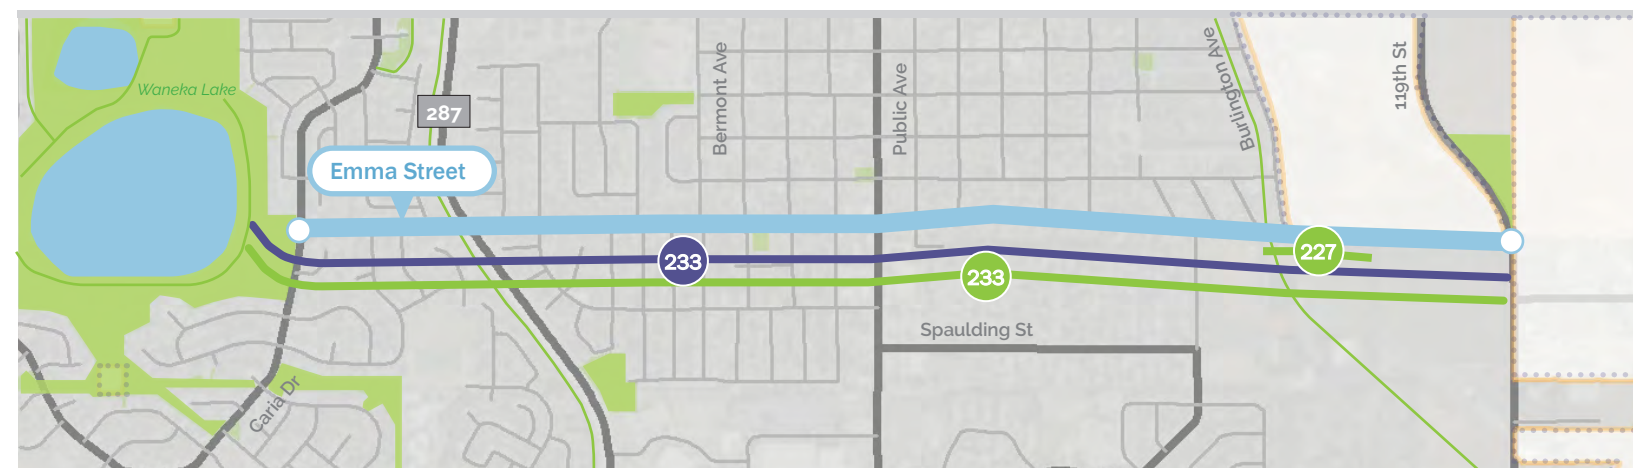 Waneka Lake
287
Emma Street
Bermont Ave
Public Ave
Burlington Ave
119th St
233
233
227
Spaulding St
Caria Dr